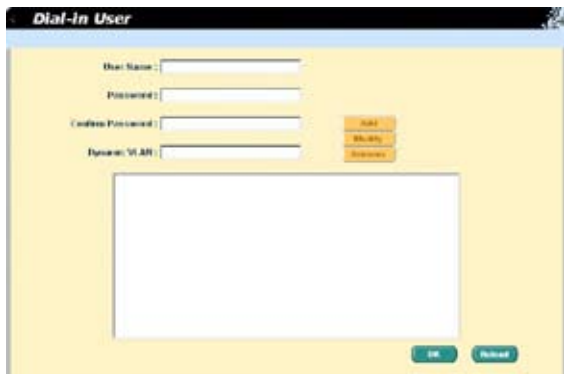 Dial-in User
User Name :
Password :
Confirm Password :
Dynamic VLAN :
Add
Modify
Remove
OK
Reload